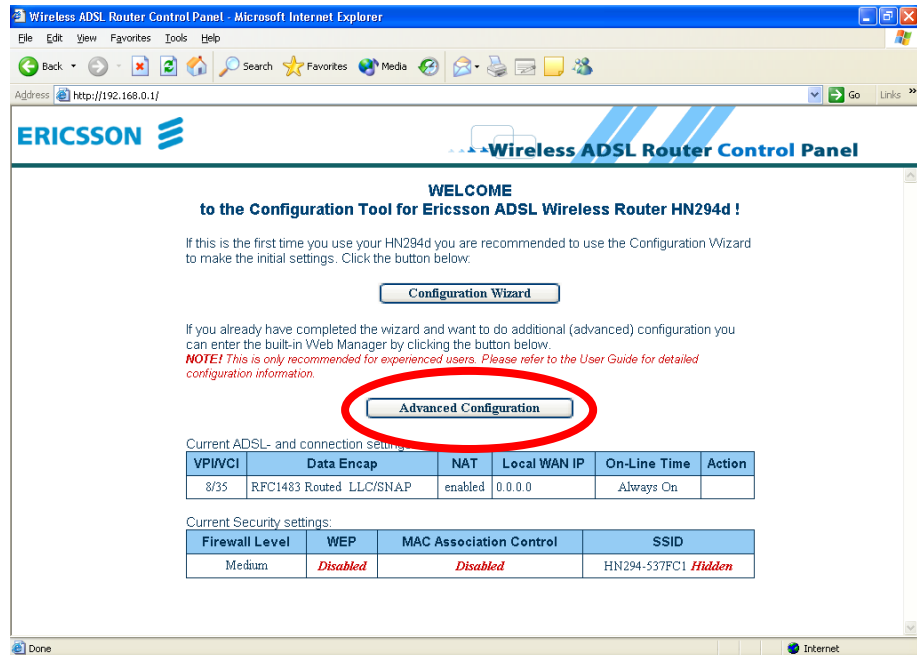 Wireless ADSL Router Control Panel - Microsoft Internet Explorer
File Edit View Favorites Tools Help
Back Search Favorites Media
Address http://192.168.0.1/ Go Links »
ERICSSON
Wireless ADSL Router Control Panel
WELCOME
to the Configuration Tool for Ericsson ADSL Wireless Router HN294d !
If this is the first time you use your HN294d you are recommended to use the Configuration Wizard
to make the initial settings. Click the button below.
Configuration Wizard
If you already have completed the wizard and want to do additional (advanced) configuration you
can enter the built-in Web Manager by clicking the button below.
NOTE! This is only recommended for experienced users. Please refer to the User Guide for detailed
configuration information.
Advanced Configuration
Current ADSL- and connection settings
VPI/VCI Data Encap NAT Local WAN IP On-Line Time Action
8/35 RFC1483 Routed LLC/SNAP enabled 0.0.0.0 Always On
Current Security settings:
Firewall Level WEP MAC Association Control SSID
Medium Disabled Disabled HN294-537FC1 Hidden
Done Internet